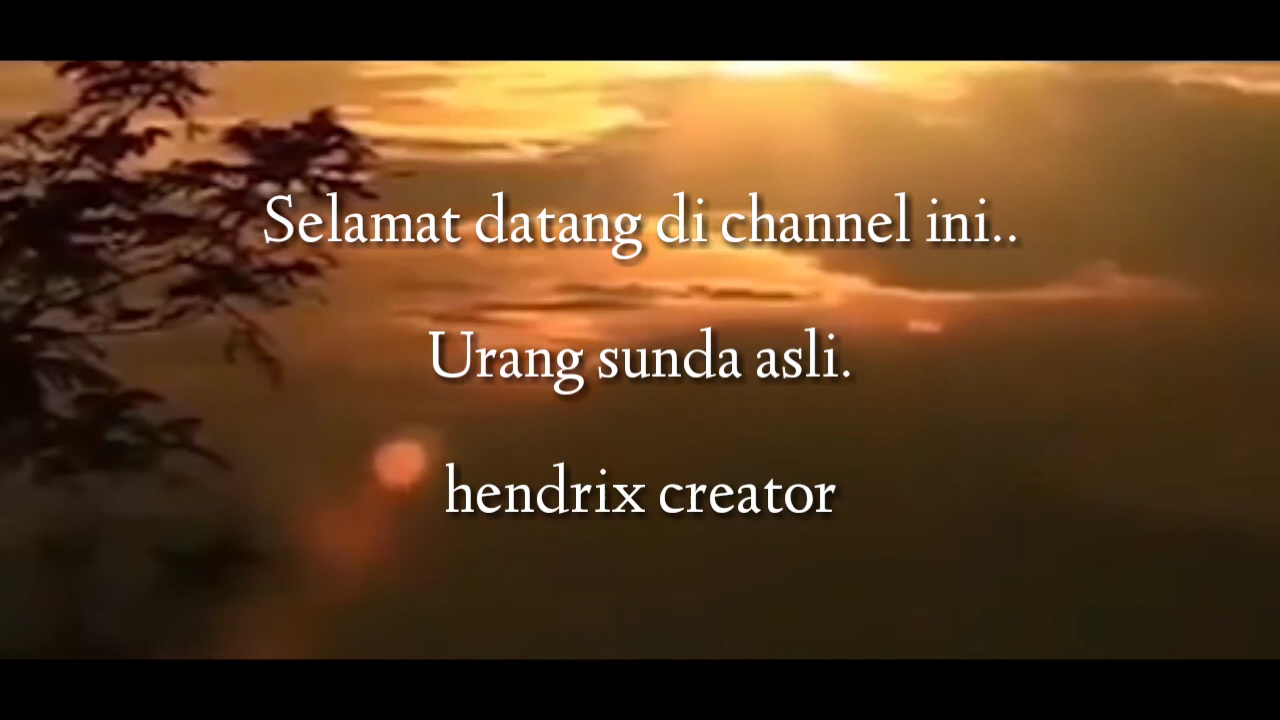 Selamat datang di channel ini..
Urang sunda asli.
hendrix creator